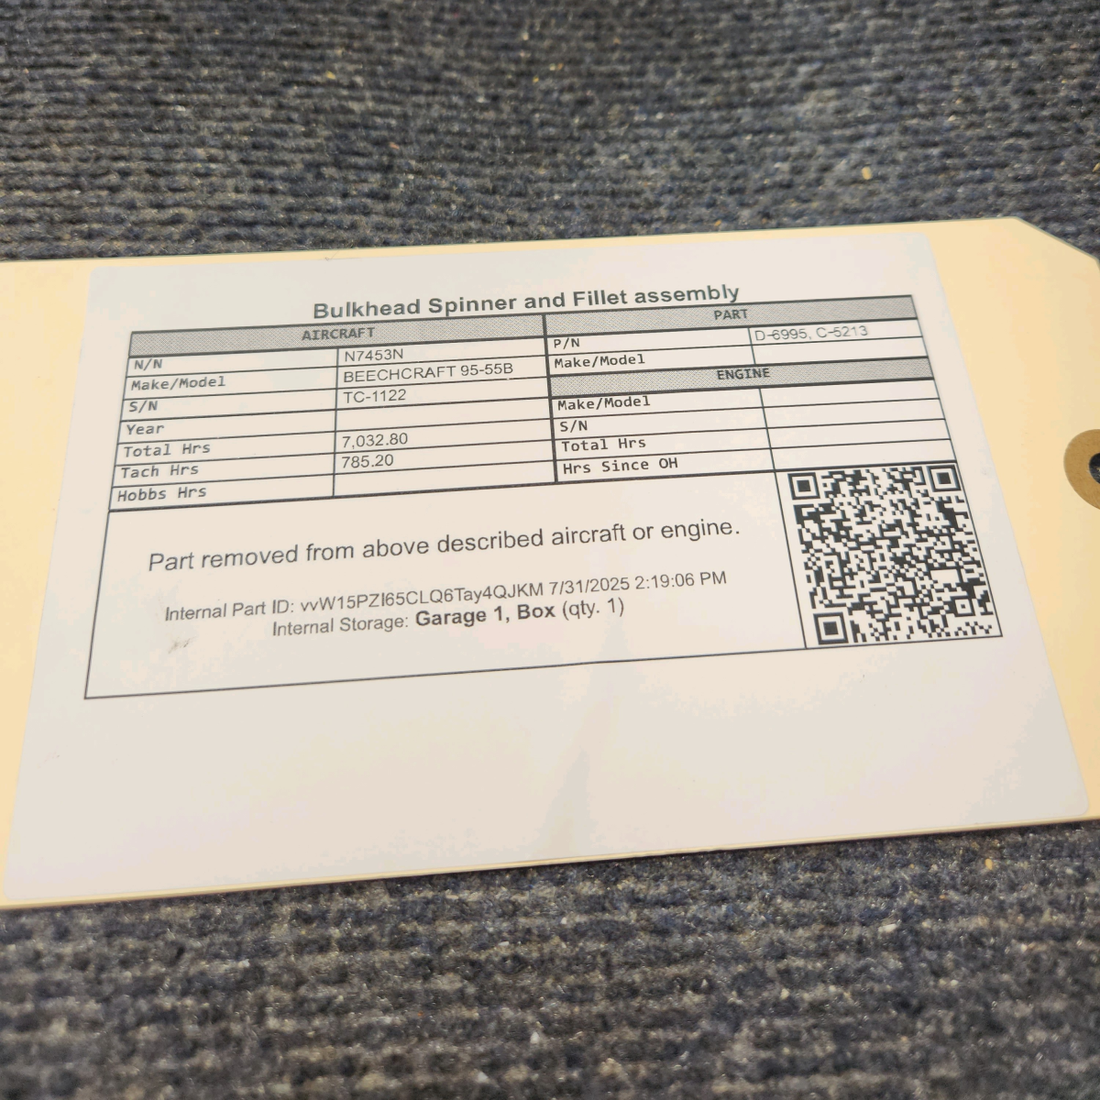 Bulkhead Spinner and Fillet assembly
AIRCRAFT
N/N N7453N
Make/Model BEECHCRAFT 95-55B
S/N TC-1122
Year
Total Hrs 7,032.80
Tach Hrs 785.20
Hobbs Hrs
PART
P/N D-6995, C-5213
Make/Model
ENGINE
Make/Model
S/N
Total Hrs
Hrs Since OH
Part removed from above described aircraft or engine.
Internal Part ID: vvW15PZI65CLQ6Tay4QJKM 7/31/2025 2:19:06 PM
Internal Storage: Garage 1, Box (qty. 1)